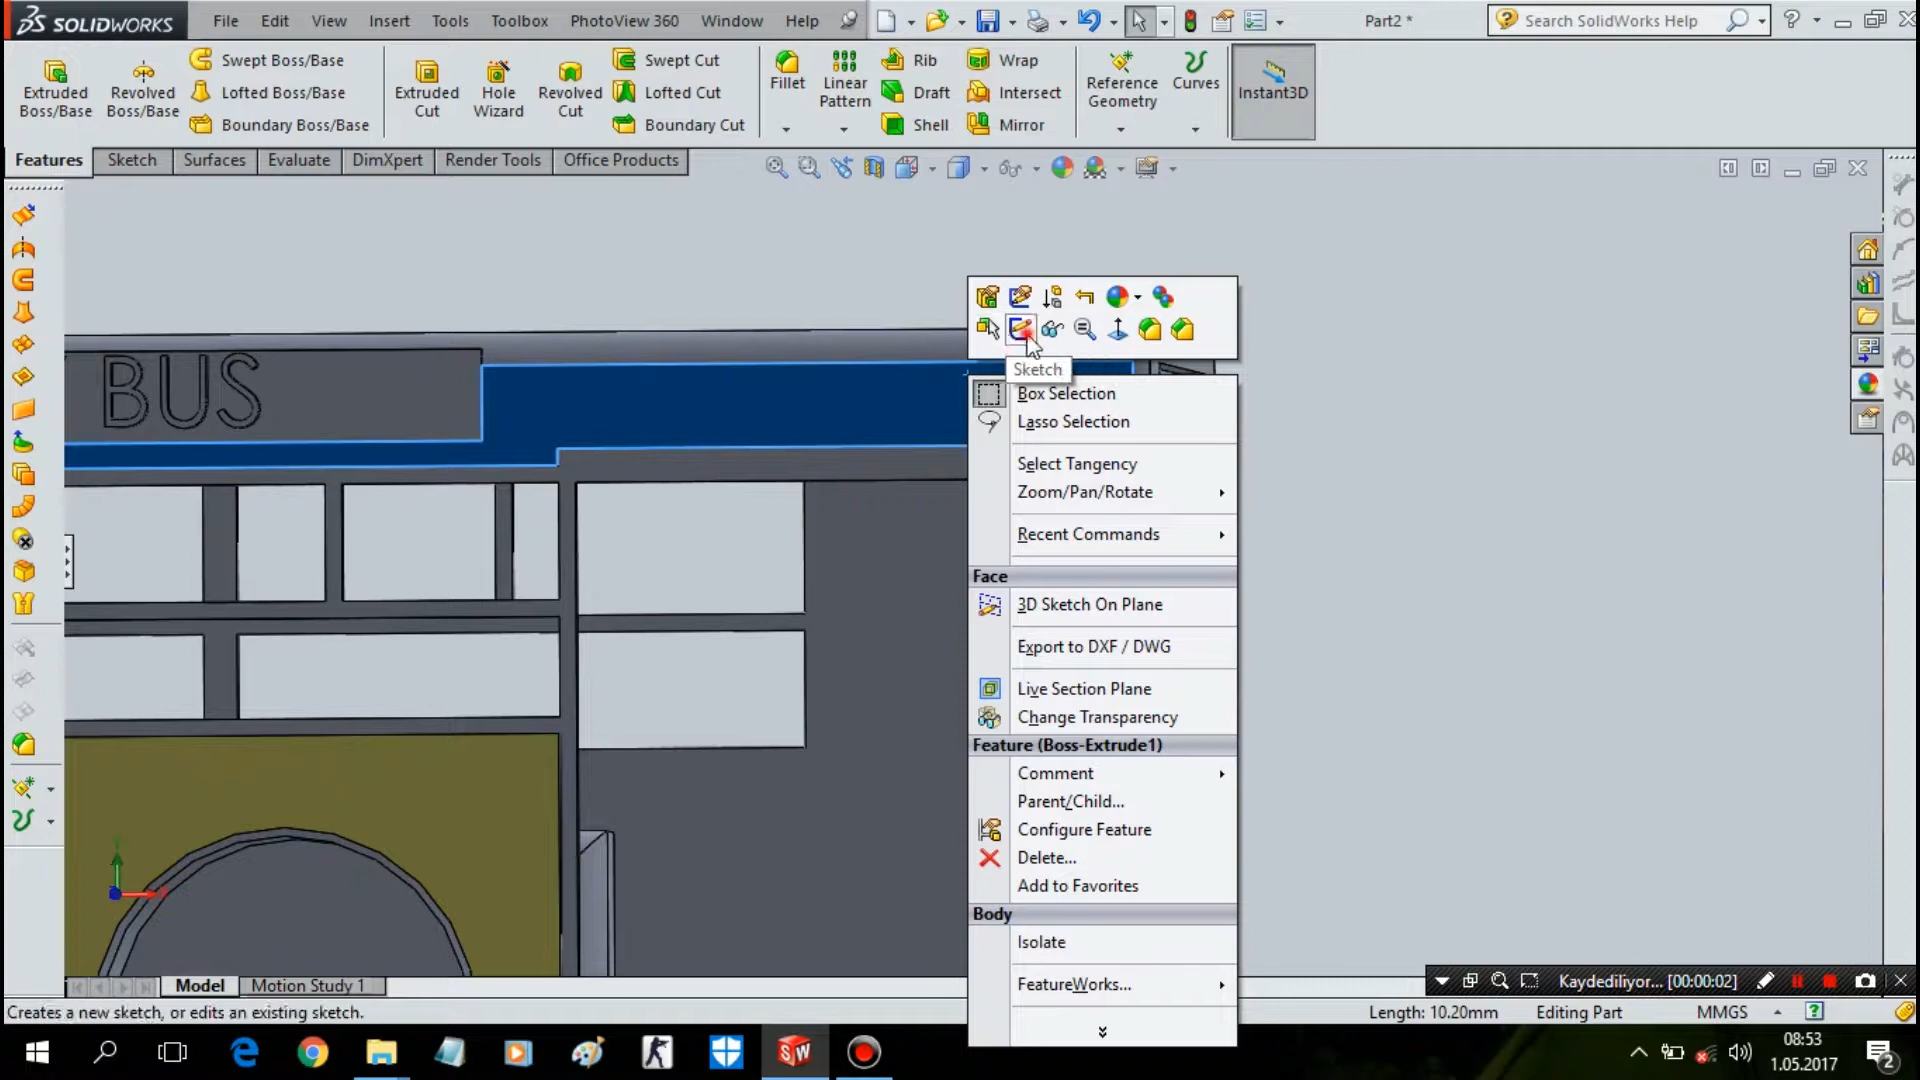 SOLIDWORKS
File Edit View Insert Tools Toolbox PhotoView 360 Window Help
Part2 *
Search SolidWorks Help
Extruded Boss/Base
Revolved Boss/Base
Swept Boss/Base
Lofted Boss/Base
Boundary Boss/Base
Extruded Cut
Hole Wizard
Revolved Cut
Swept Cut
Lofted Cut
Boundary Cut
Fillet
Linear Pattern
Rib
Draft
Shell
Wrap
Intersect
Mirror
Reference Geometry
Curves
Instant3D
Features Sketch Surfaces Evaluate DimXpert Render Tools Office Products
BUS
Sketch
Box Selection
Lasso Selection
Select Tangency
Zoom/Pan/Rotate
Recent Commands
Face
3D Sketch On Plane
Export to DXF / DWG
Live Section Plane
Change Transparency
Feature (Boss-Extrude1)
Comment
Parent/Child...
Configure Feature
Delete...
Add to Favorites
Body
Isolate
FeatureWorks...
Model Motion Study 1
Kaydediliyor... [00:00:02]
Creates a new sketch, or edits an existing sketch.
Length: 10.20mm Editing Part MMGS
SW
08:53
1.05.2017
2